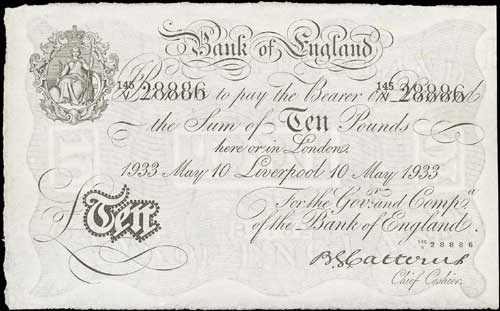 Bank of England
145 V 28886 145 V 28886
Promise to pay the Bearer on Demand
the Sum of Ten Pounds
here or in London
1933 May 10 Liverpool 10 May 1933
For the Govr. and Compa.
of the Bank of England.
£Ten
145 V 28886
B.G. Catterns
Chief Cashier.